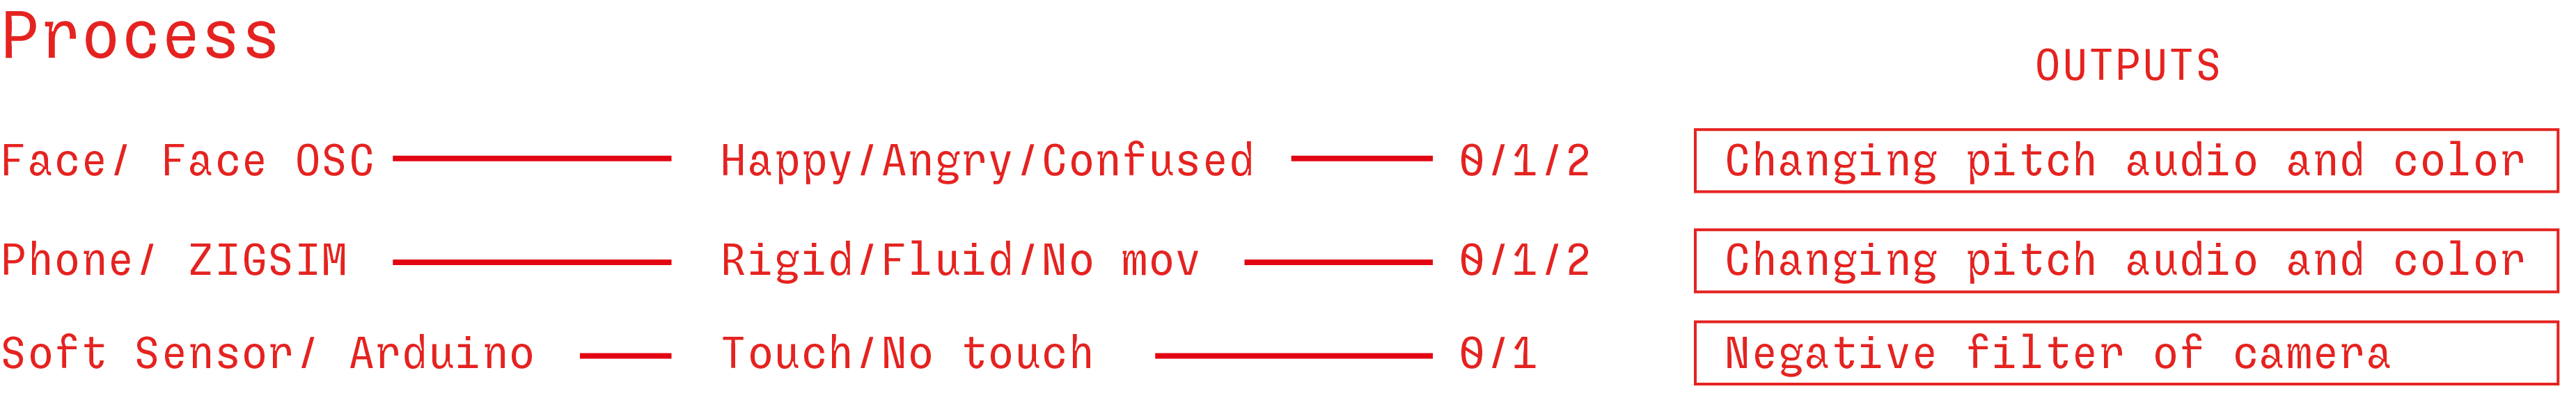 Process
OUTPUTS
Face/ Face OSC Happy/Angry/Confused 0/1/2 Changing pitch audio and color
Phone/ ZIGSIM Rigid/Fluid/No mov 0/1/2 Changing pitch audio and color
Soft Sensor/ Arduino Touch/No touch 0/1 Negative filter of camera